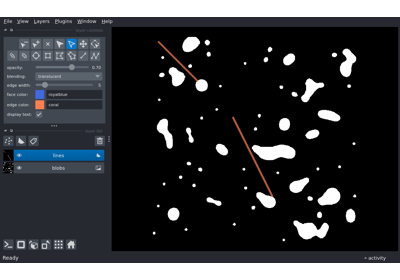 File View Layers Plugins Window Help
opacity: 0.70
blending: translucent
edge width: 5
face color: royalblue
edge color: coral
display text:
lines
blobs
Ready
activity